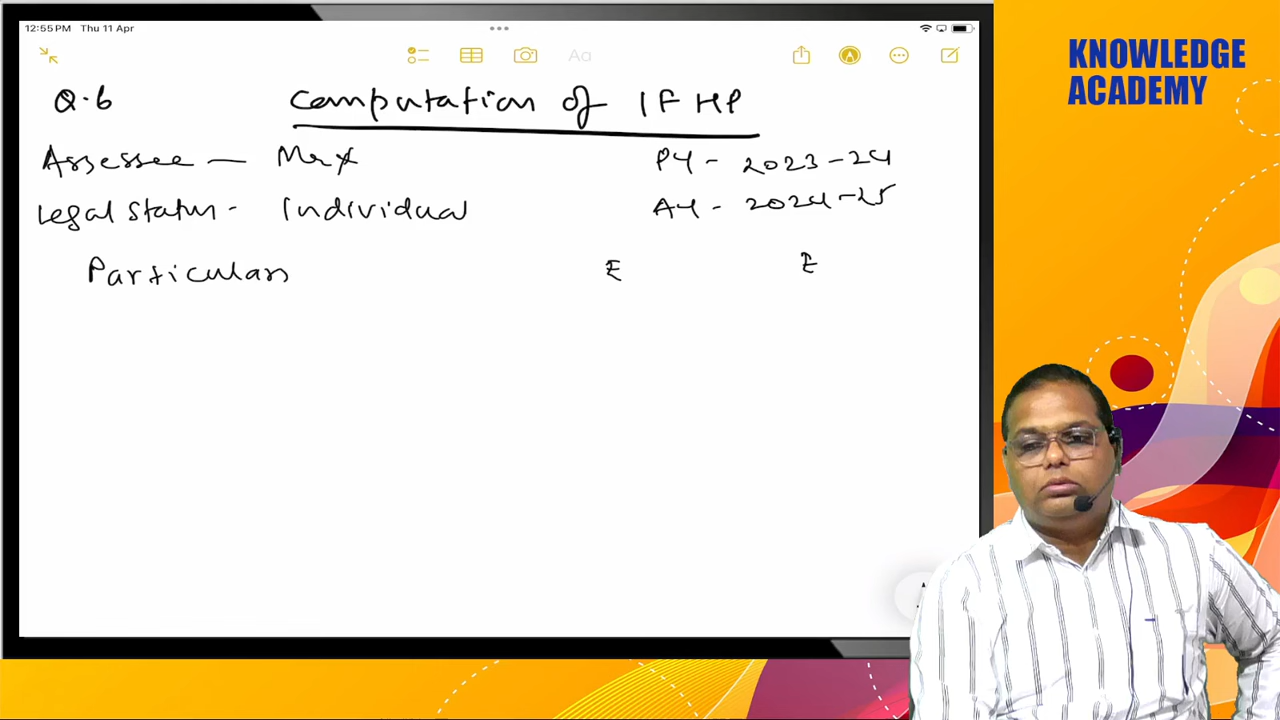 12:55 PM Thu 11 Apr
KNOWLEDGE
ACADEMY
Aa
Q.6 Computation of IFHP
Assessee — Mr X PY - 2023-24
Legal Status - Individual AY - 2024-25
Particulars ₹ ₹